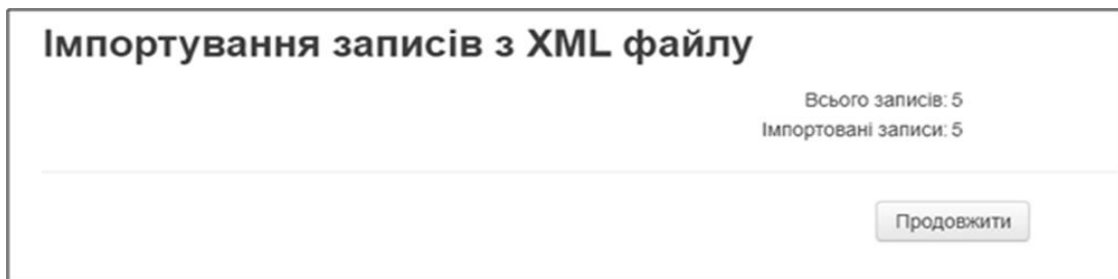 Імпортування записів з XML файлу
Всього записів: 5
Імпортовані записи: 5
Продовжити